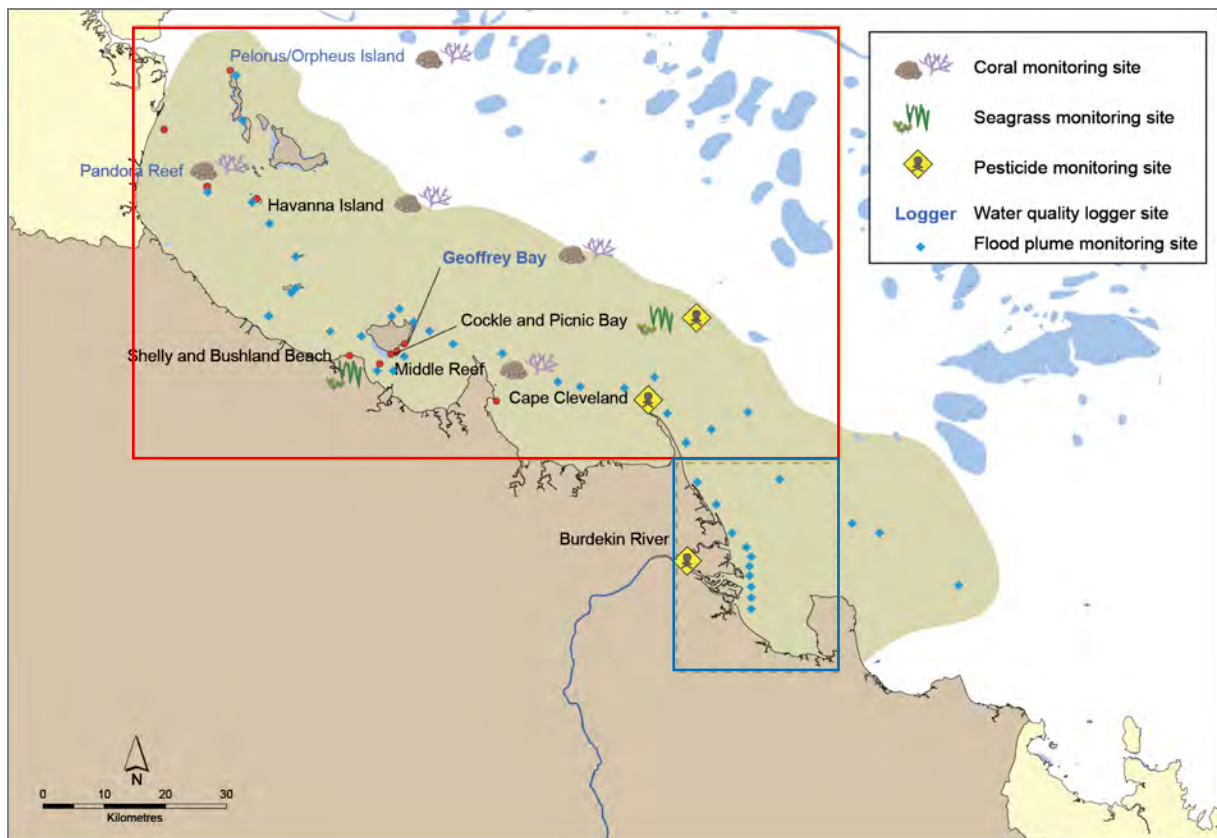 Pelorus/Orpheus Island
Pandora Reef
Havanna Island
Geoffrey Bay
Cockle and Picnic Bay
Shelly and Bushland Beach
Middle Reef
Cape Cleveland
Burdekin River
Coral monitoring site
Seagrass monitoring site
Pesticide monitoring site
Logger Water quality logger site
Flood plume monitoring site
N
0 10 20 30
Kilometres